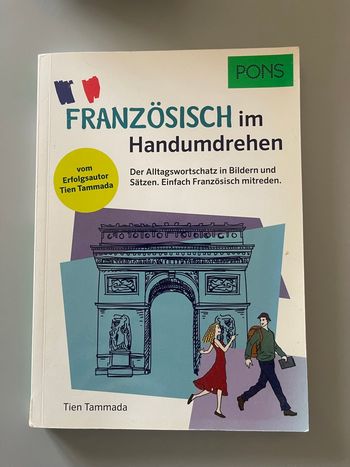 PONS
FRANZÖSISCH im
Handumdrehen
vom
Erfolgsautor
Tien Tammada
Der Alltagswortschatz in Bildern und
Sätzen. Einfach Französisch mitreden.
Tien Tammada